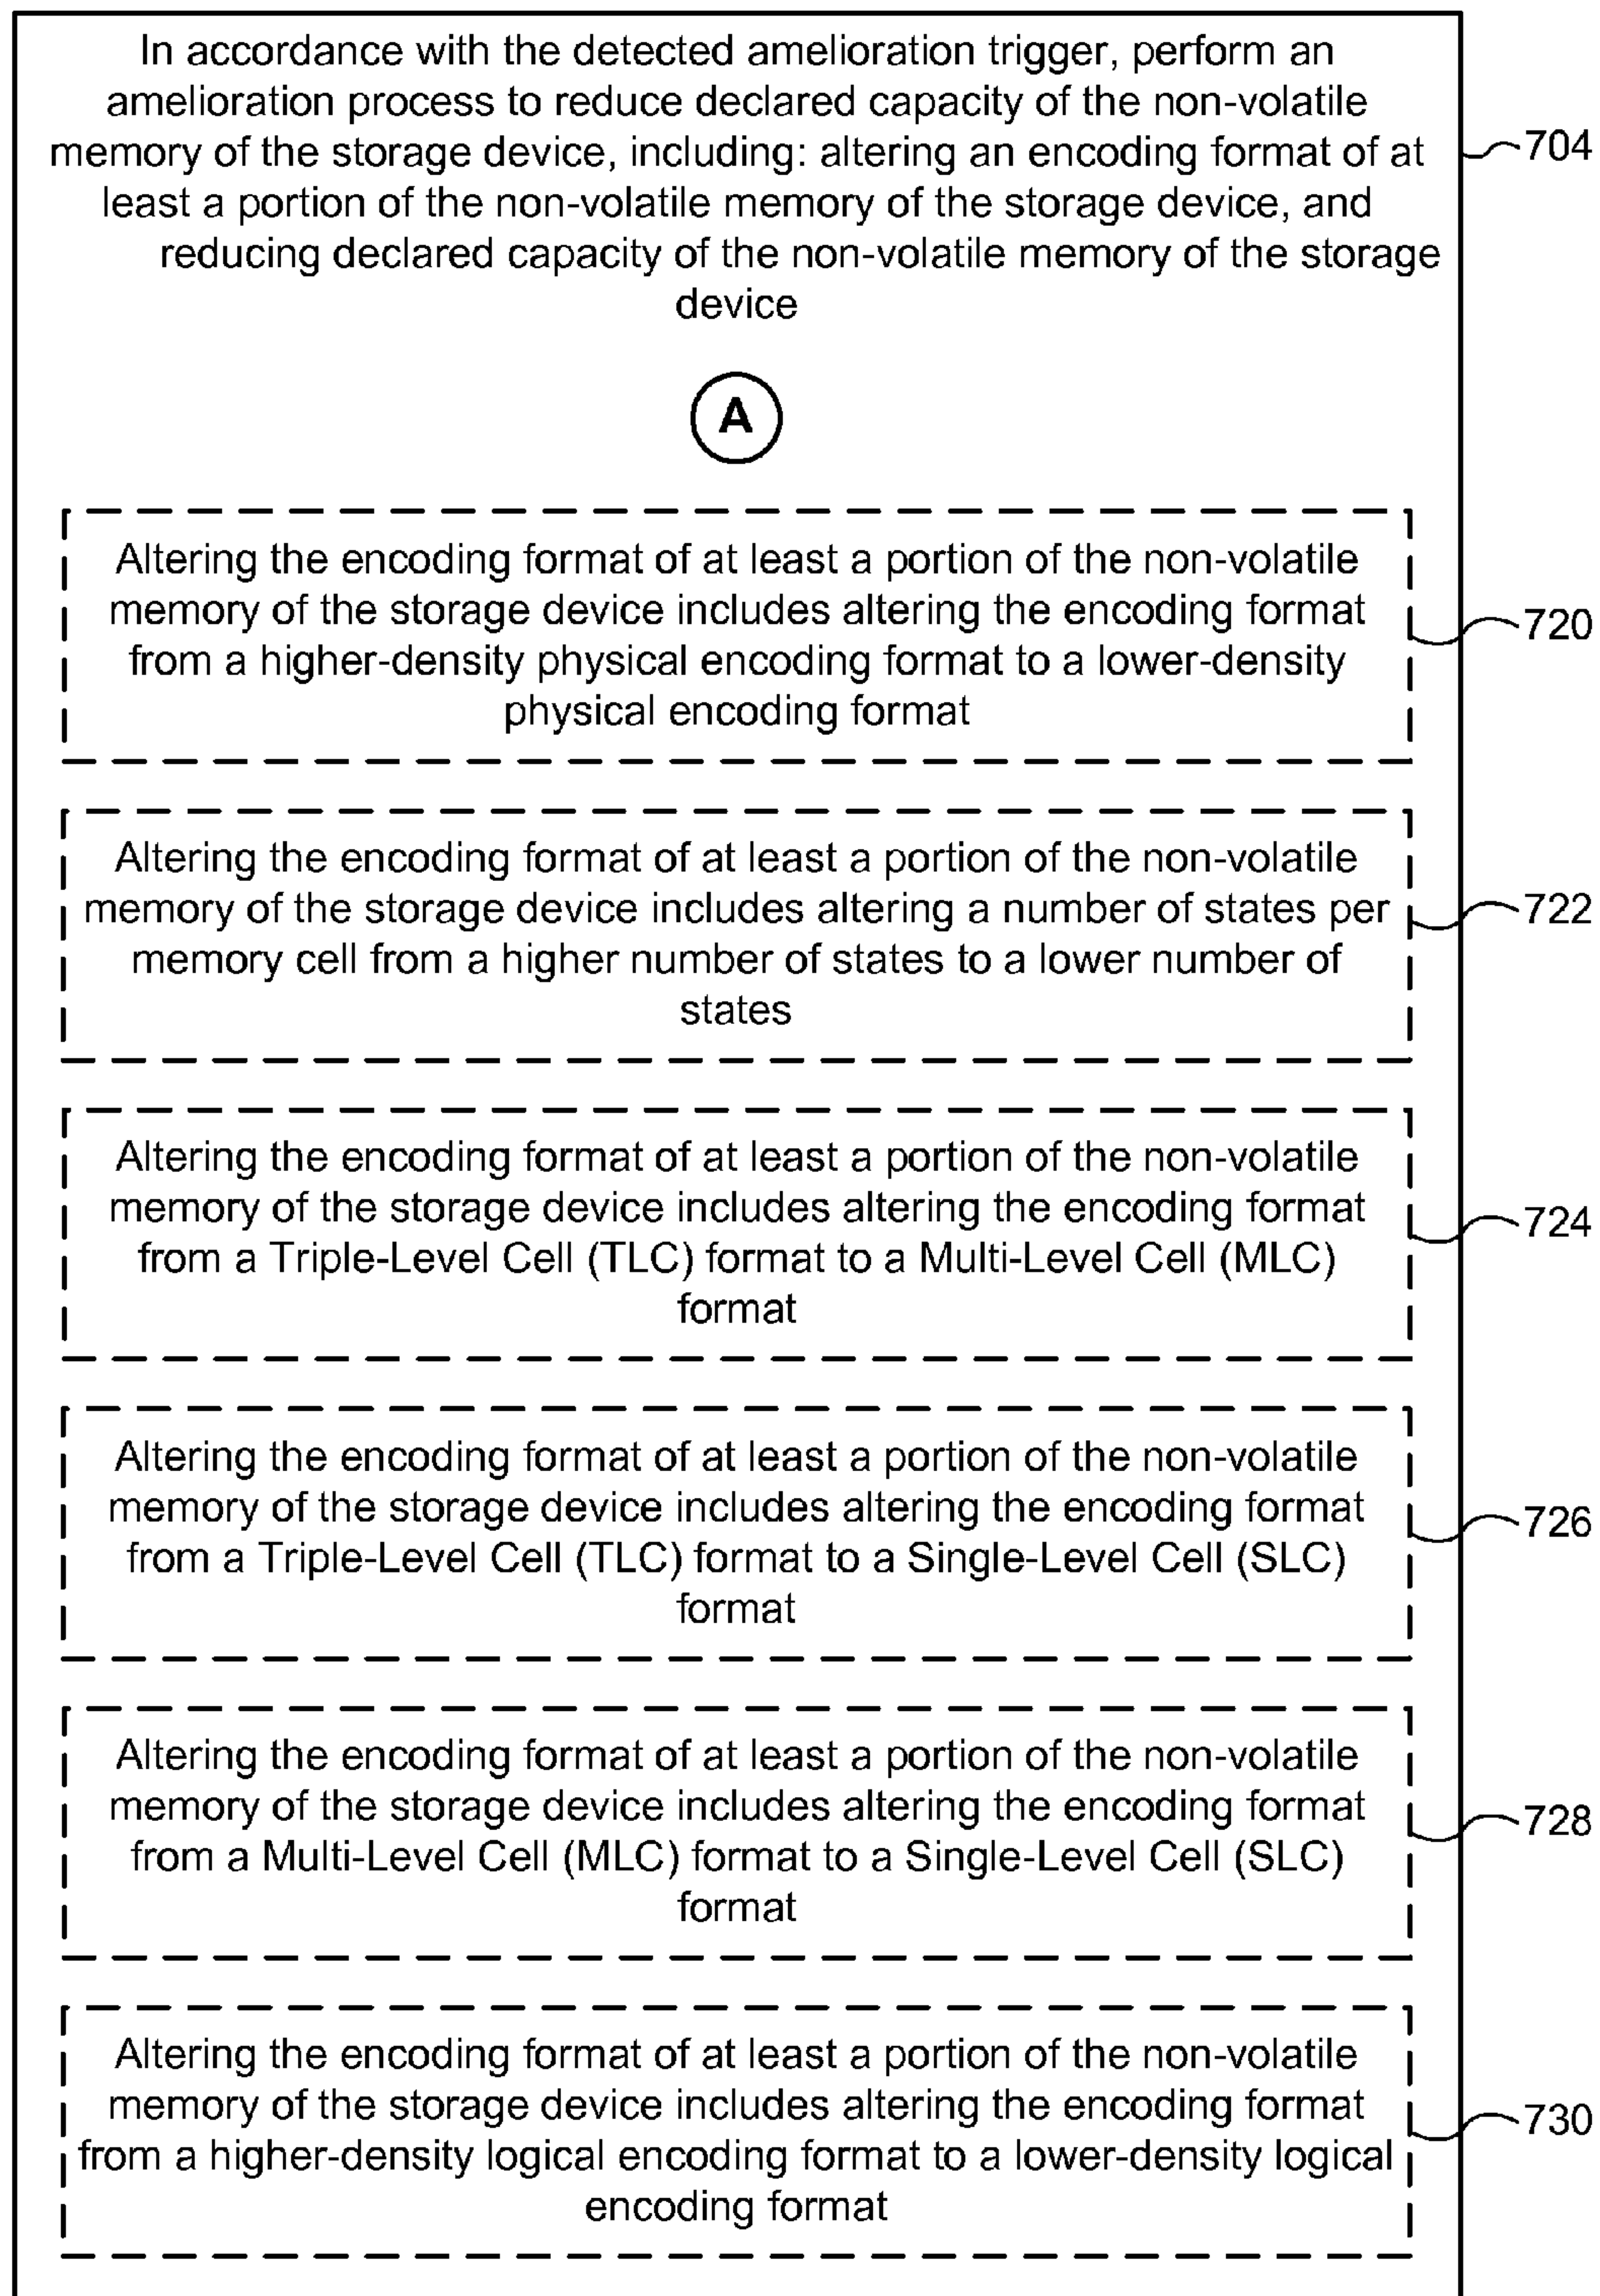 In accordance with the detected amelioration trigger, perform an
amelioration process to reduce declared capacity of the non-volatile
memory of the storage device, including: altering an encoding format of at
least a portion of the non-volatile memory of the storage device, and
reducing declared capacity of the non-volatile memory of the storage
device
704
A
Altering the encoding format of at least a portion of the non-volatile
memory of the storage device includes altering the encoding format
from a higher-density physical encoding format to a lower-density
physical encoding format
720
Altering the encoding format of at least a portion of the non-volatile
memory of the storage device includes altering a number of states per
memory cell from a higher number of states to a lower number of
states
722
Altering the encoding format of at least a portion of the non-volatile
memory of the storage device includes altering the encoding format
from a Triple-Level Cell (TLC) format to a Multi-Level Cell (MLC)
format
724
Altering the encoding format of at least a portion of the non-volatile
memory of the storage device includes altering the encoding format
from a Triple-Level Cell (TLC) format to a Single-Level Cell (SLC)
format
726
Altering the encoding format of at least a portion of the non-volatile
memory of the storage device includes altering the encoding format
from a Multi-Level Cell (MLC) format to a Single-Level Cell (SLC)
format
728
Altering the encoding format of at least a portion of the non-volatile
memory of the storage device includes altering the encoding format
from a higher-density logical encoding format to a lower-density logical
encoding format
730